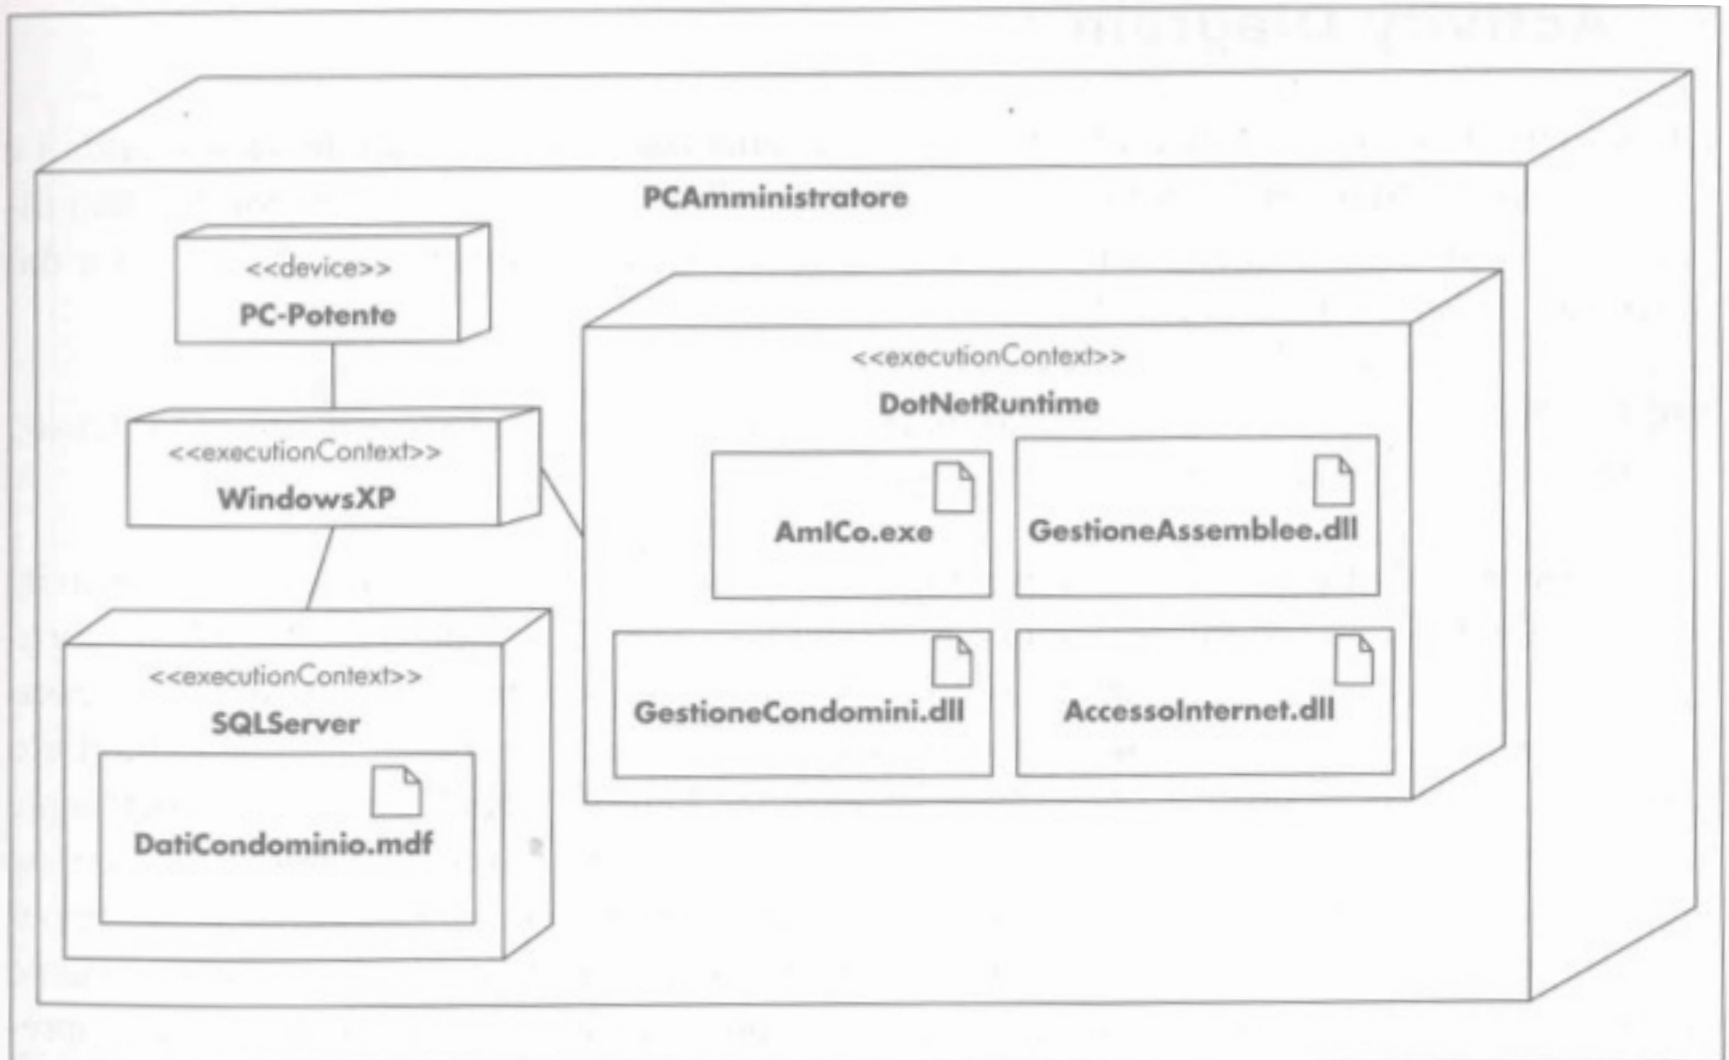 PCAmministratore
<<device>>
PC-Potente
<<executionContext>>
WindowsXP
<<executionContext>>
SQLServer
DatiCondominio.mdf
<<executionContext>>
DotNetRuntime
AmICo.exe
GestioneAssemblee.dll
GestioneCondomini.dll
AccessoInternet.dll